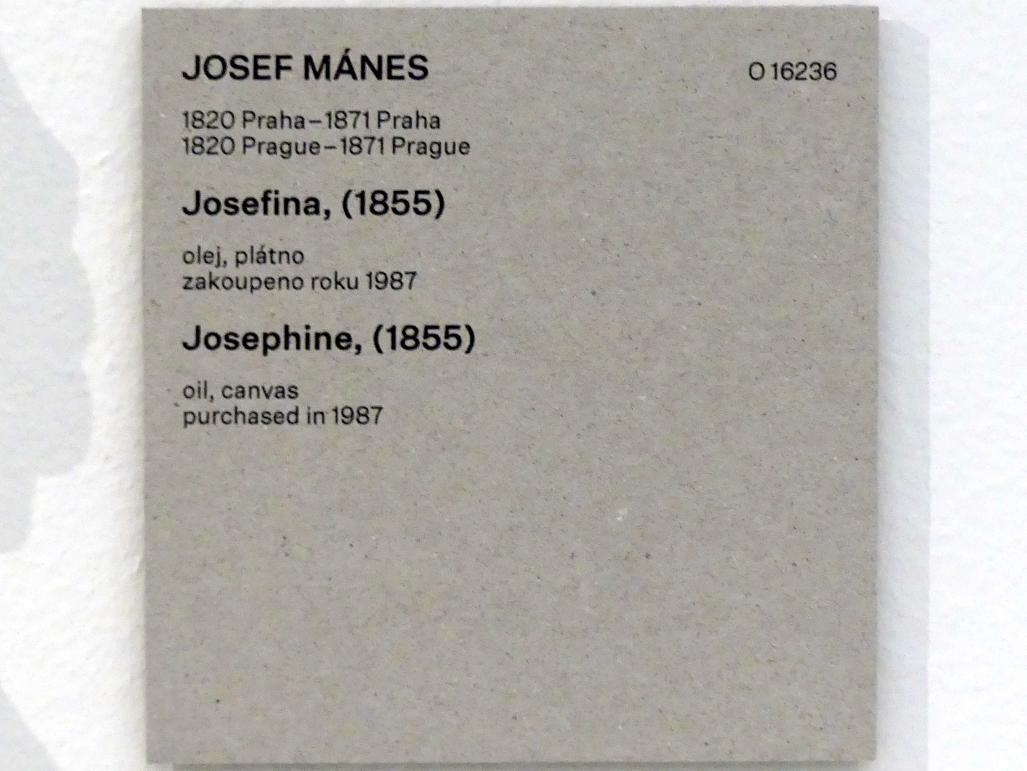 JOSEF MÁNES O 16236
1820 Praha–1871 Praha
1820 Prague–1871 Prague
Josefina, (1855)
olej, plátno
zakoupeno roku 1987
Josephine, (1855)
oil, canvas
purchased in 1987